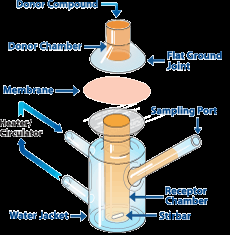 Donor Compound
Donor Chamber
Flat Ground
Joint
Membrane
Sampling Port
Heater/
Circulator
Receptor
Chamber
Water Jacket
Stirbar